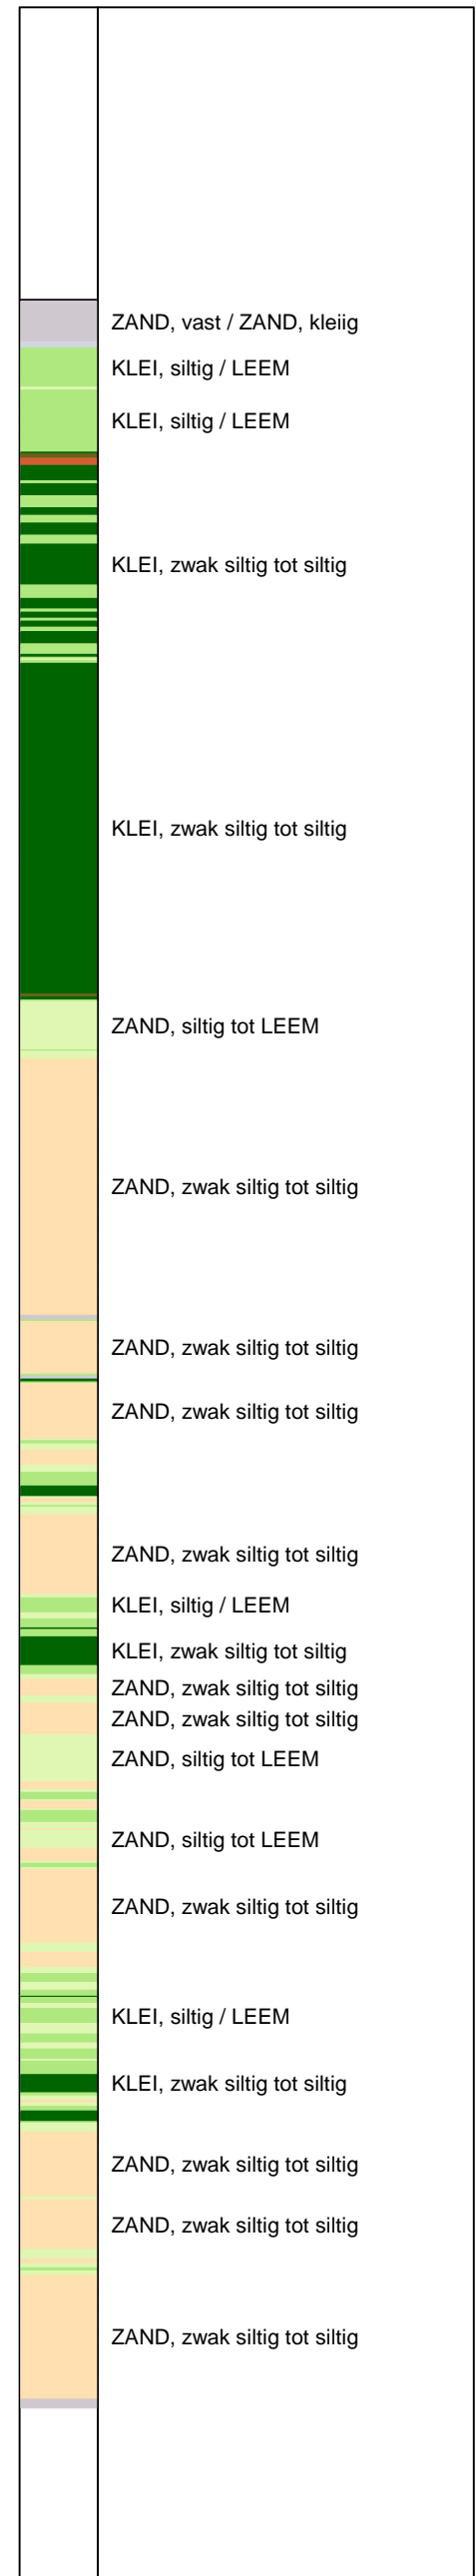 ZAND, vast / ZAND, kleiig
KLEI, siltig / LEEM
KLEI, siltig / LEEM
KLEI, zwak siltig tot siltig
KLEI, zwak siltig tot siltig
ZAND, siltig tot LEEM
ZAND, zwak siltig tot siltig
ZAND, zwak siltig tot siltig
ZAND, zwak siltig tot siltig
ZAND, zwak siltig tot siltig
KLEI, siltig / LEEM
KLEI, zwak siltig tot siltig
ZAND, zwak siltig tot siltig
ZAND, zwak siltig tot siltig
ZAND, siltig tot LEEM
ZAND, siltig tot LEEM
ZAND, zwak siltig tot siltig
KLEI, siltig / LEEM
KLEI, zwak siltig tot siltig
ZAND, zwak siltig tot siltig
ZAND, zwak siltig tot siltig
ZAND, zwak siltig tot siltig